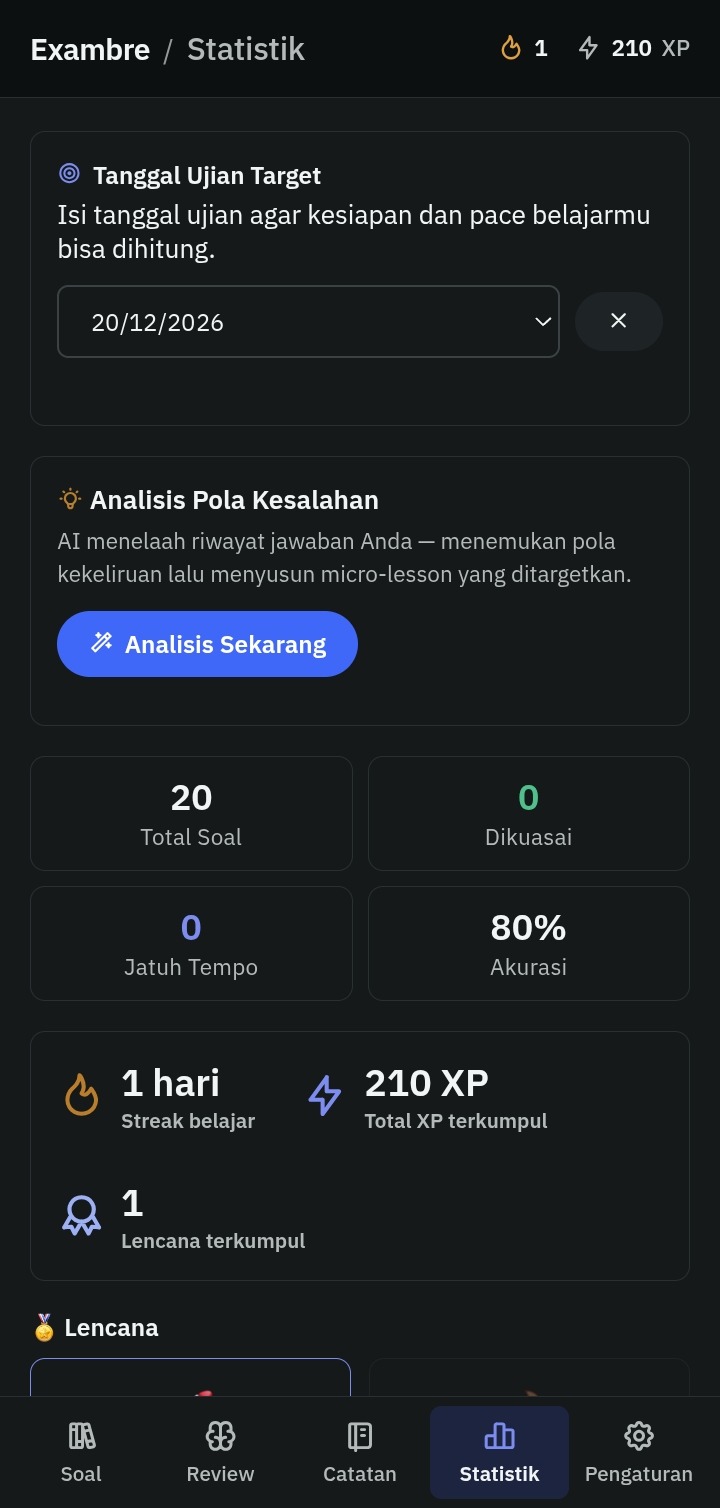 Exambre / Statistik
1
210 XP
Tanggal Ujian Target
Isi tanggal ujian agar kesiapan dan pace belajarmu
bisa dihitung.
20/12/2026
Analisis Pola Kesalahan
AI menelaah riwayat jawaban Anda — menemukan pola
kekeliruan lalu menyusun micro-lesson yang ditargetkan.
Analisis Sekarang
20
Total Soal
0
Dikuasai
0
Jatuh Tempo
80%
Akurasi
1 hari
Streak belajar
210 XP
Total XP terkumpul
1
Lencana terkumpul
Lencana
Soal
Review
Catatan
Statistik
Pengaturan